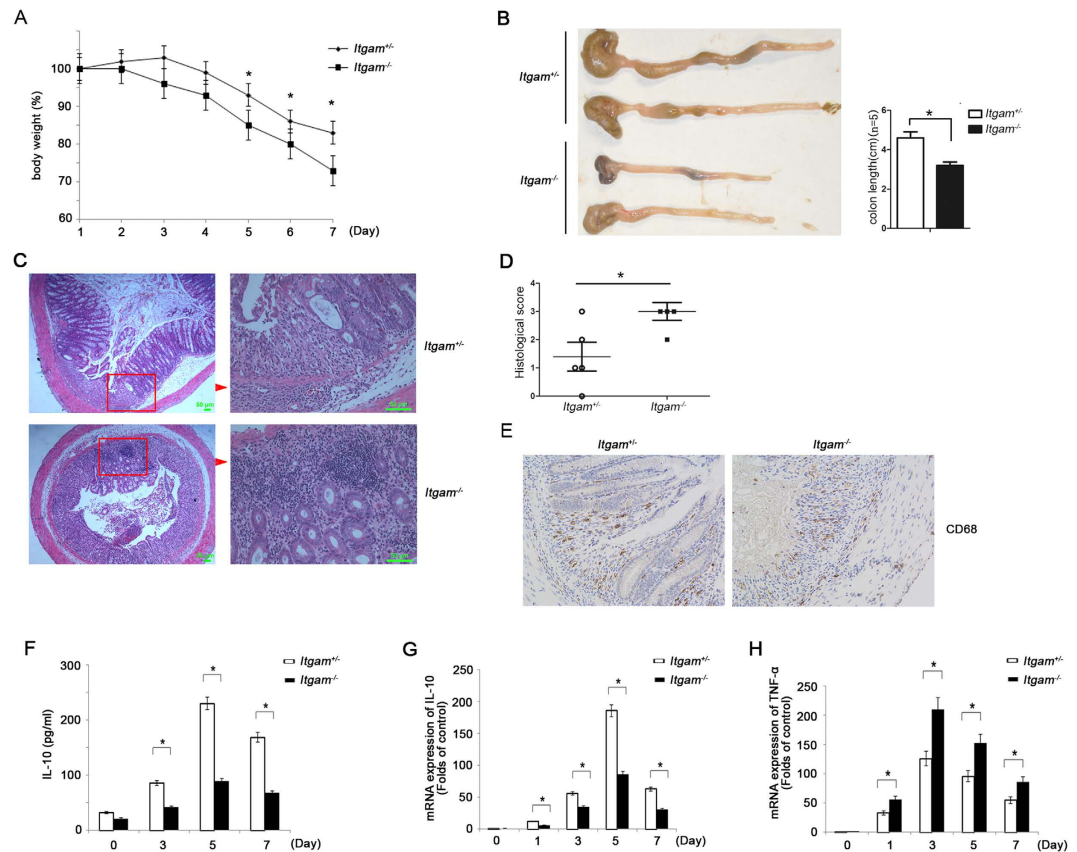 A
body weight (%)
100
90
80
70
60
1 2 3 4 5 6 7 (Day)
Itgam+/-
Itgam-/-
*
*
*
B
Itgam+/-
Itgam-/-
colon length(cm)(n=5)
6
4
2
0
*
Itgam+/-
Itgam-/-
C
Itgam+/-
50 μm
Itgam-/-
D
Histological score
4
3
2
1
0
*
Itgam+/- Itgam-/-
E
Itgam+/- Itgam-/-
CD68
F
IL-10 (pg/ml)
300
200
100
0
0 3 5 7 (Day)
Itgam+/-
Itgam-/-
*
*
*
G
mRNA expression of IL-10
(Folds of control)
250
200
150
100
50
0
0 1 3 5 7 (Day)
Itgam+/-
Itgam-/-
*
*
*
*
H
mRNA expression of TNF-α
(Folds of control)
250
200
150
100
50
0
0 1 3 5 7 (Day)
Itgam+/-
Itgam-/-
*
*
*
*